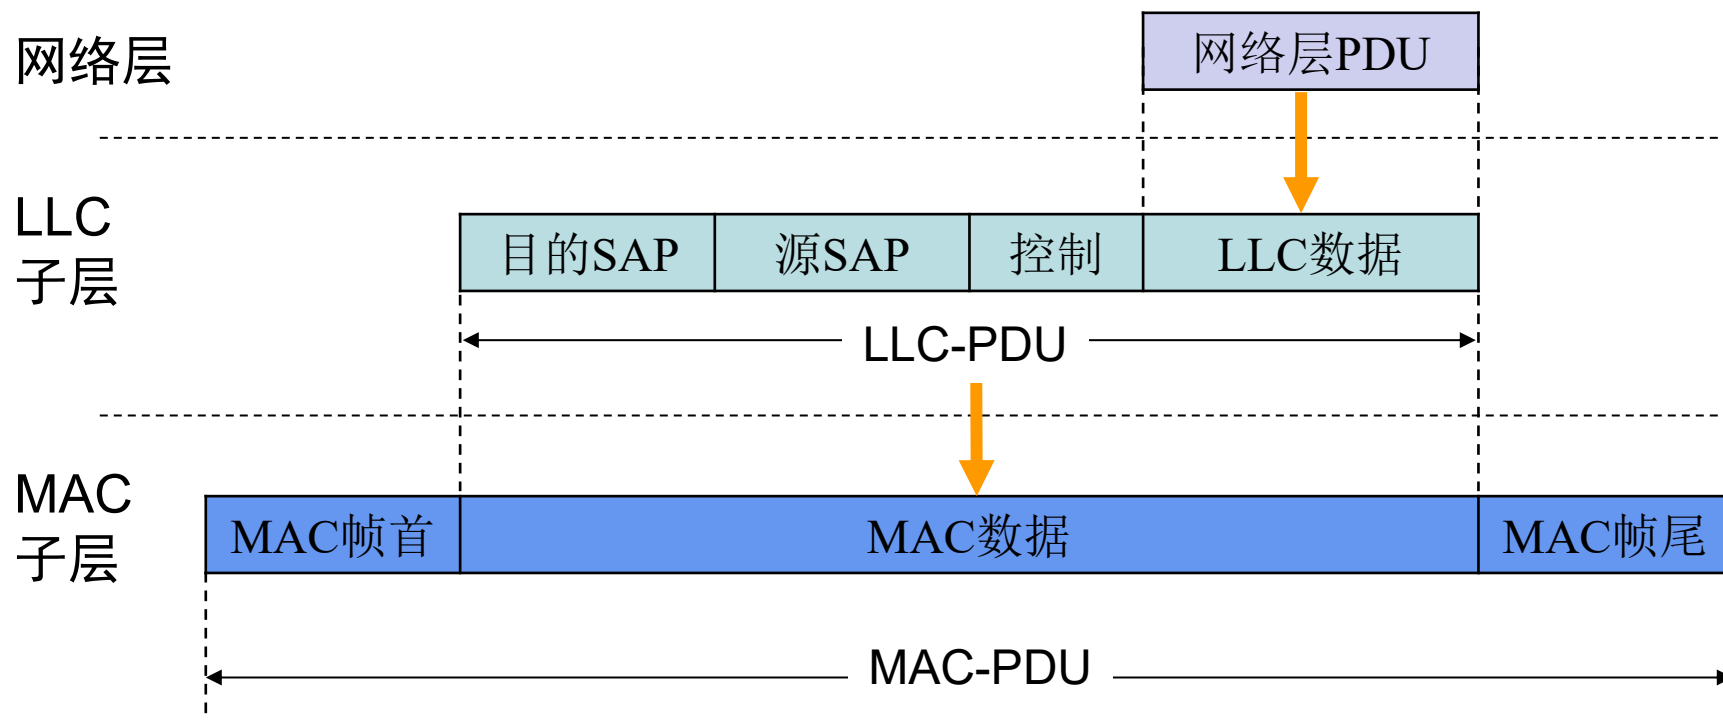 网络层
网络层PDU
LLC
子层
目的SAP
源SAP
控制
LLC数据
LLC-PDU
MAC
子层
MAC帧首
MAC数据
MAC帧尾
MAC-PDU